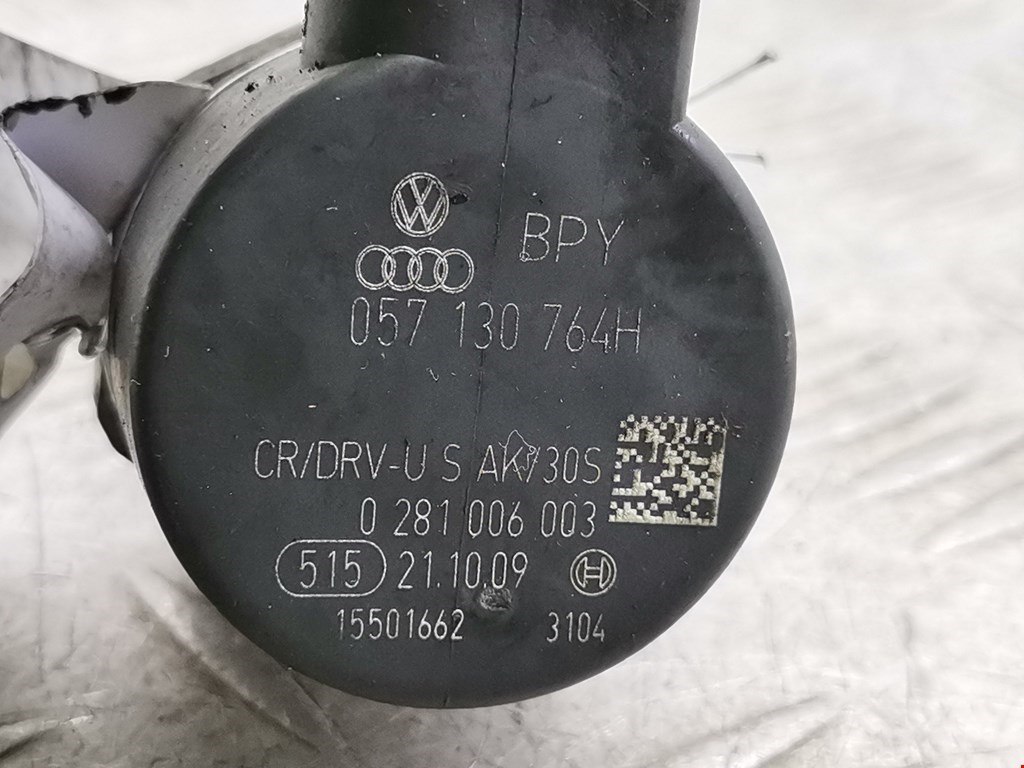 BPY
057 130 764H
CR/DRV-U S AK/30S
0 281 006 003
515 21.10.09
15501662 3104